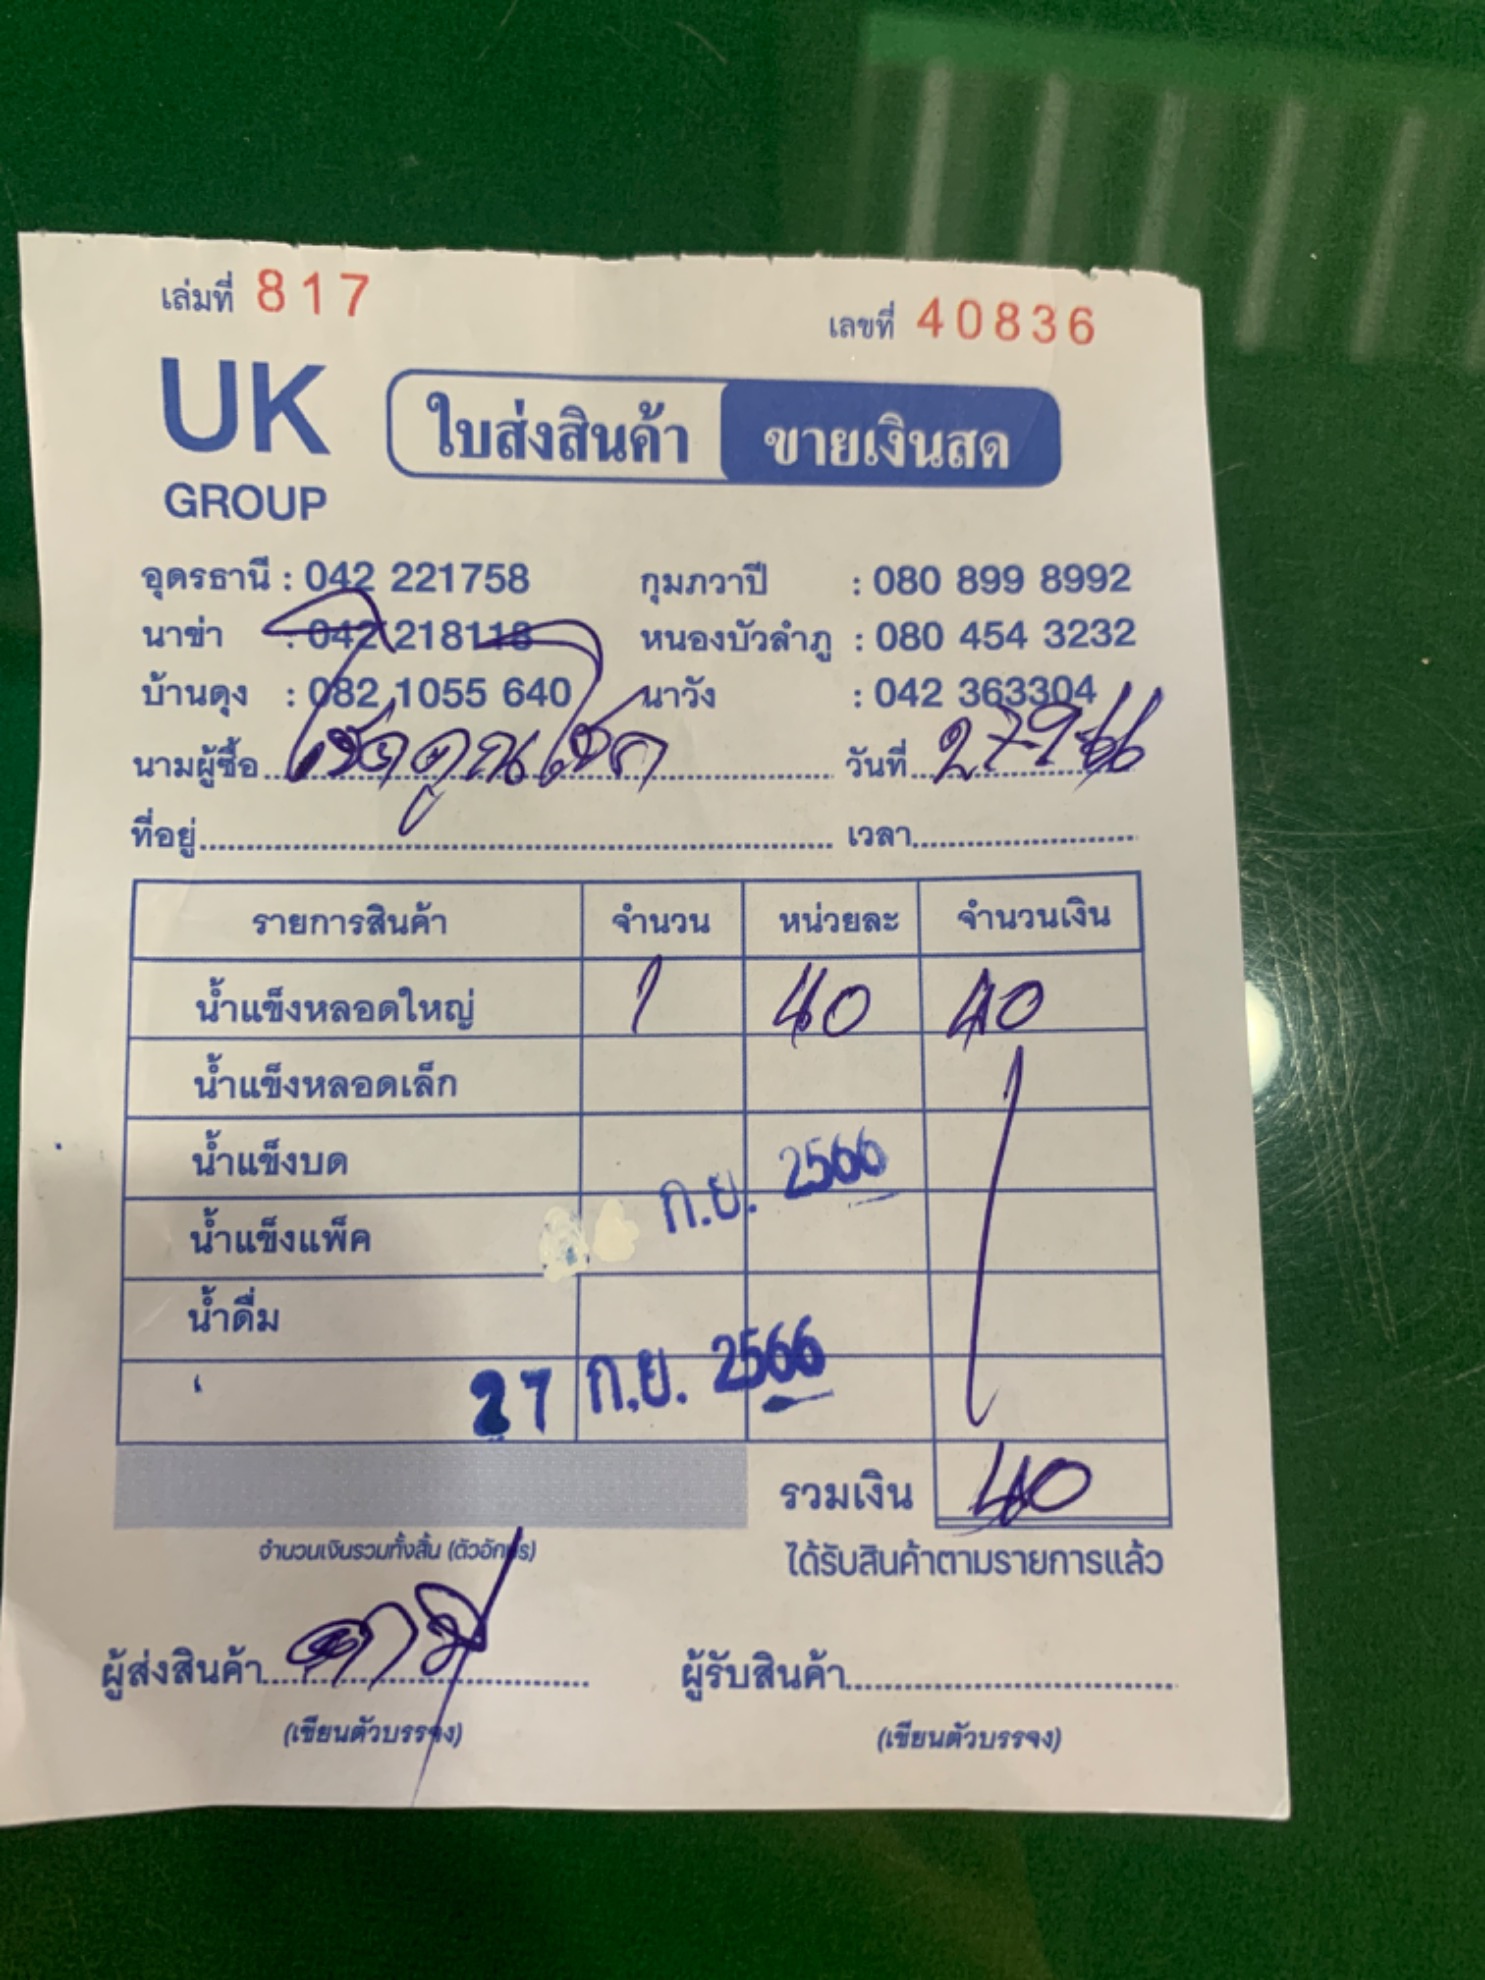 เล่มที่ 817
เลขที่ 40836
UK
GROUP
ใบส่งสินค้า ขายเงินสด
อุดรธานี : 042 221758 กุมภวาปี : 080 899 8992
นาข่า : 042 218118 หนองบัวลำภู : 080 454 3232
บ้านดุง : 082 1055 640 นาวัง : 042 363304
นามผู้ซื้อ โชคคูณโชค วันที่ 27-9-66
ที่อยู่ เวลา
รายการสินค้า จำนวน หน่วยละ จำนวนเงิน
น้ำแข็งหลอดใหญ่ 1 40 40
น้ำแข็งหลอดเล็ก
น้ำแข็งบด
ก.ย. 2566
น้ำแข็งแพ็ค
น้ำดื่ม
27 ก.ย. 2566
รวมเงิน 40
จำนวนเงินรวมทั้งสิ้น (ตัวอักษร)
ได้รับสินค้าตามรายการแล้ว
ผู้ส่งสินค้า ผู้รับสินค้า
(เขียนตัวบรรจง) (เขียนตัวบรรจง)